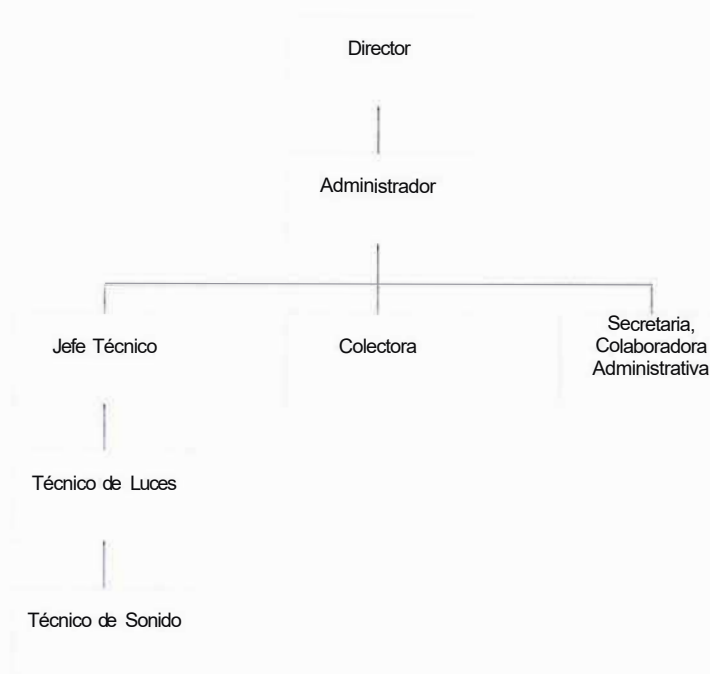 Director
Administrador
Jefe Técnico
Colectora
Secretaria,
Colaboradora
Administrativa
Técnico de Luces
Técnico de Sonido